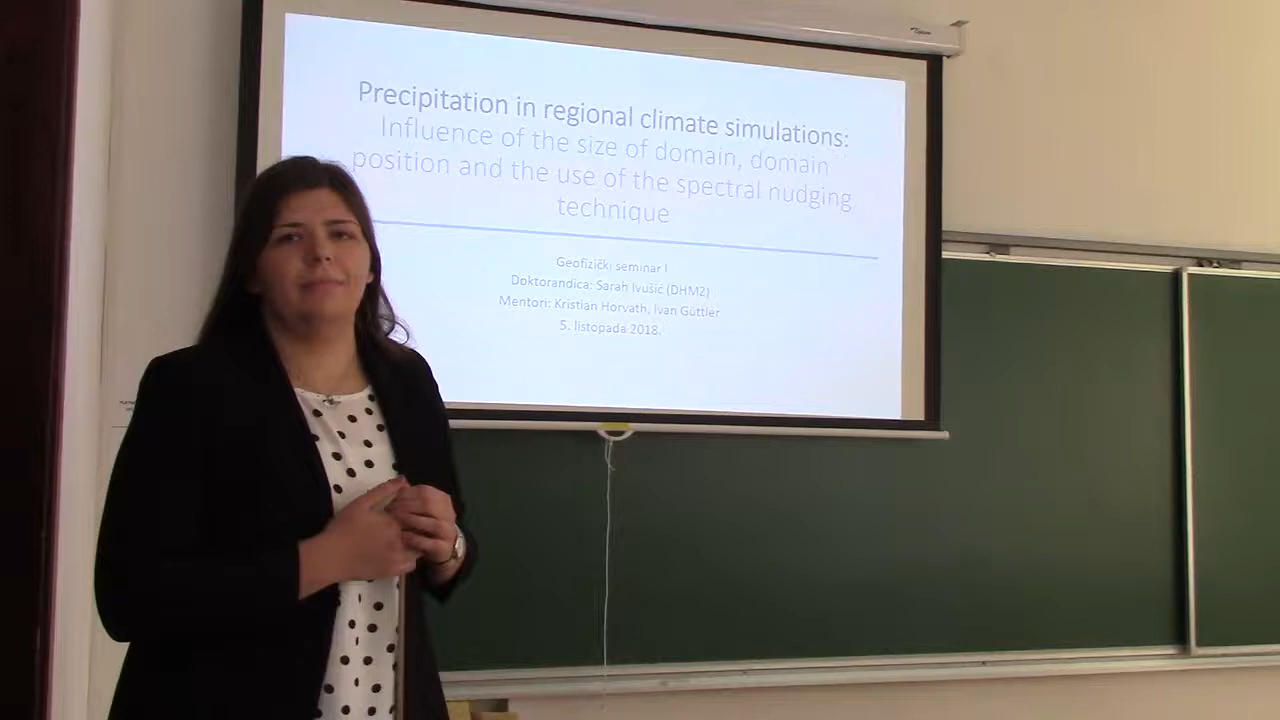 Precipitation in regional climate simulations:
Influence of the size of domain, domain
position and the use of the spectral nudging
technique
Geofizički seminar I
Doktorandica: Sarah Ivušić (DHMZ)
Mentori: Kristian Horvath, Ivan Güttler
5. listopada 2018.